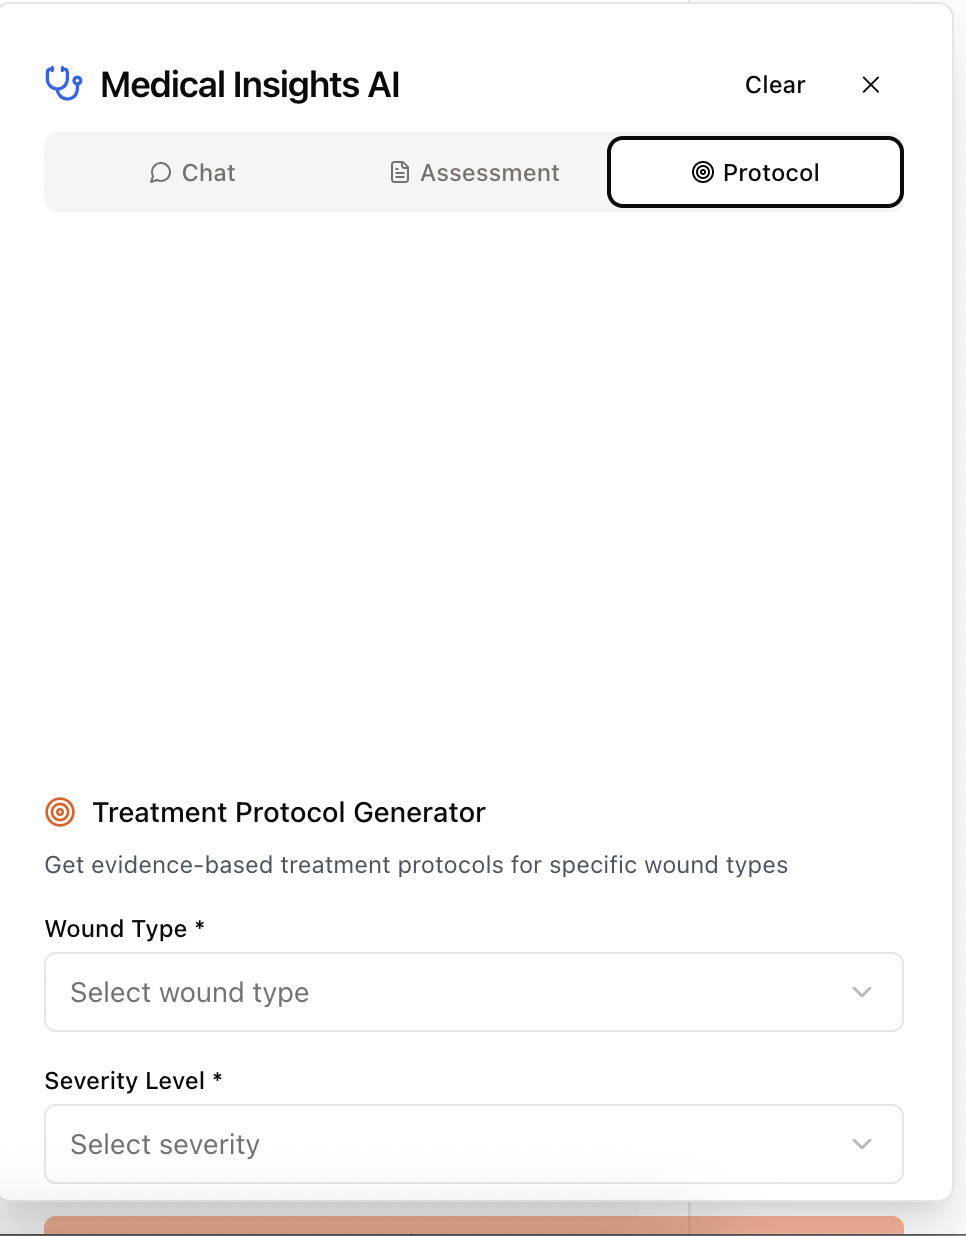 Medical Insights AI
Clear
Chat
Assessment
Protocol
Treatment Protocol Generator
Get evidence-based treatment protocols for specific wound types
Wound Type *
Select wound type
Severity Level *
Select severity